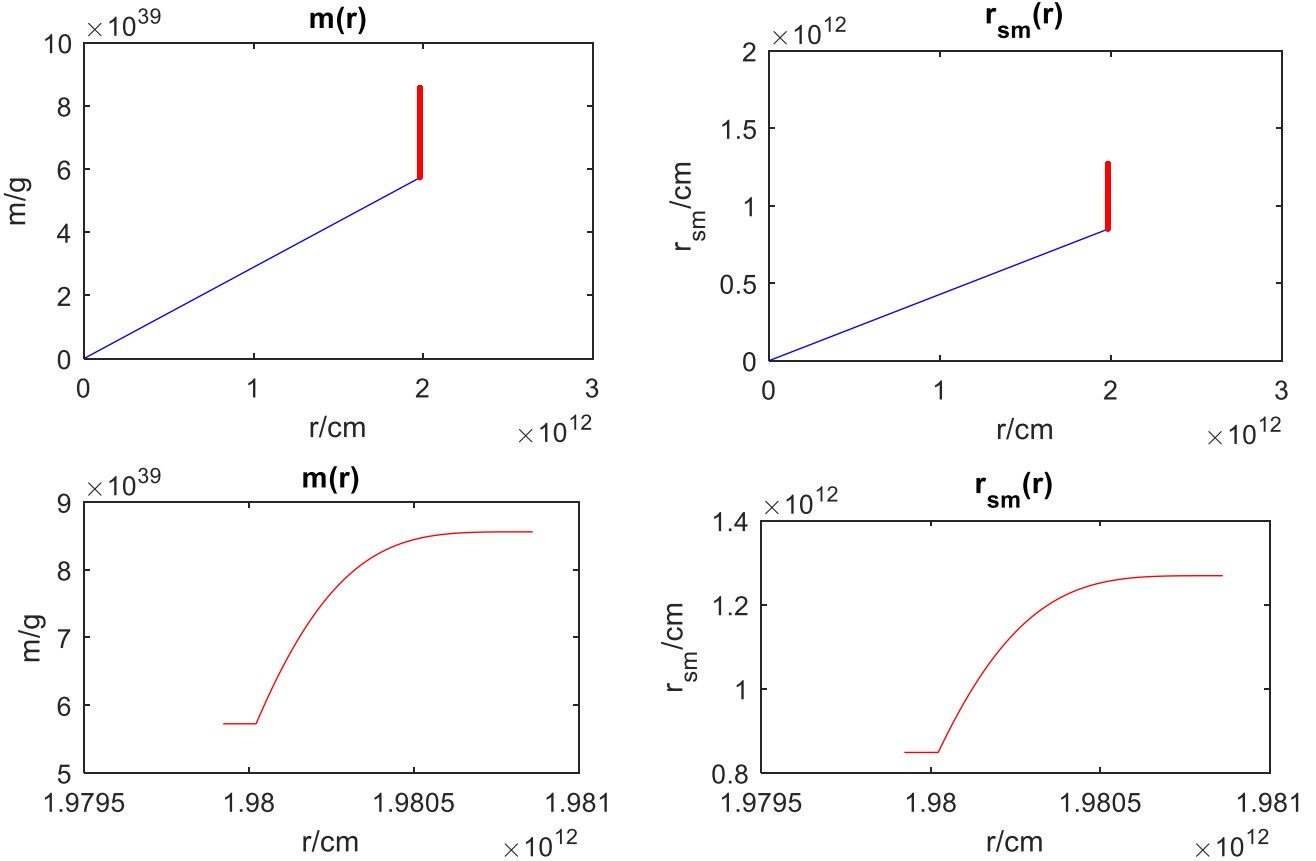 m(r)
×10^39
10
8
6
4
2
0
m/g
0 1 2 3
r/cm
×10^12
r_sm(r)
×10^12
2
1.5
1
0.5
0
r_sm/cm
0 1 2 3
r/cm
×10^12
m(r)
×10^39
9
8
7
6
5
m/g
1.9795 1.98 1.9805 1.981
r/cm
×10^12
r_sm(r)
×10^12
1.4
1.2
1
0.8
r_sm/cm
1.9795 1.98 1.9805 1.981
r/cm
×10^12